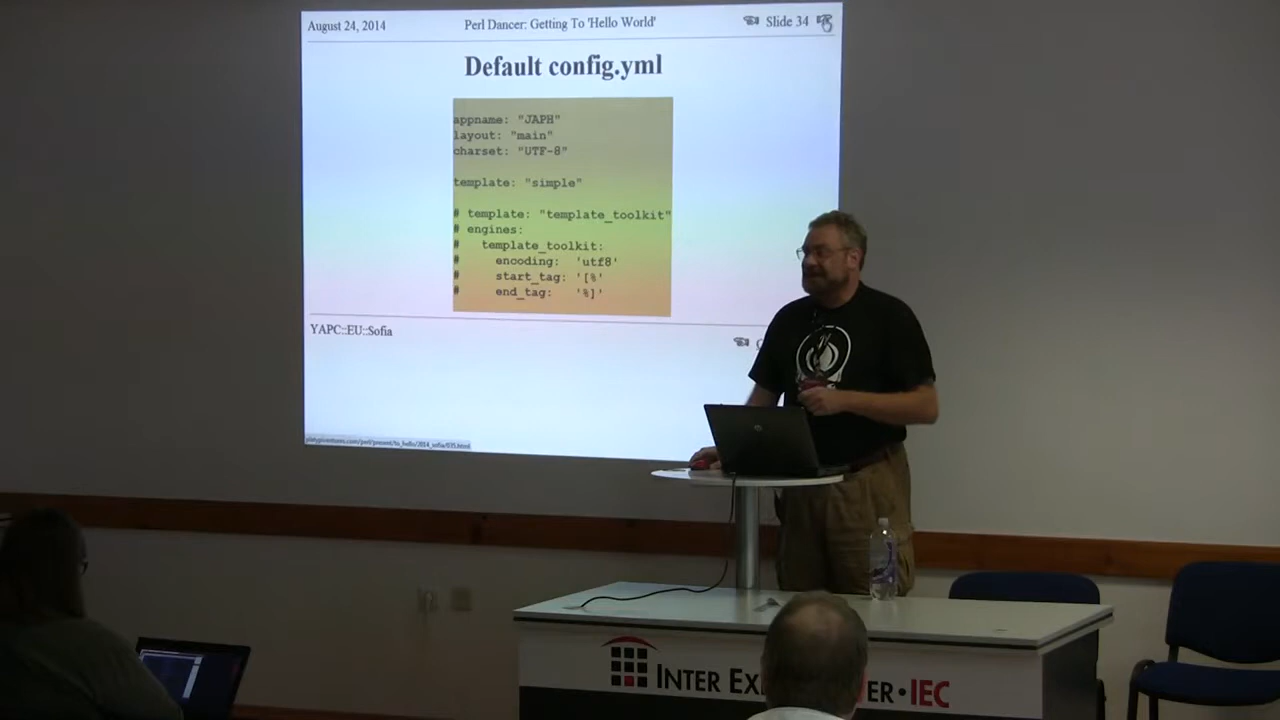 August 24, 2014 Perl Dancer: Getting To 'Hello World' Slide 34
Default config.yml
appname: "JAPH"
layout: "main"
charset: "UTF-8"
template: "simple"
# template: "template_toolkit"
# engines:
# template_toolkit:
# encoding: 'utf8'
# start_tag: '[%'
# end_tag: '%]'
YAPC::EU::Sofia
INTER EX ER·IEC